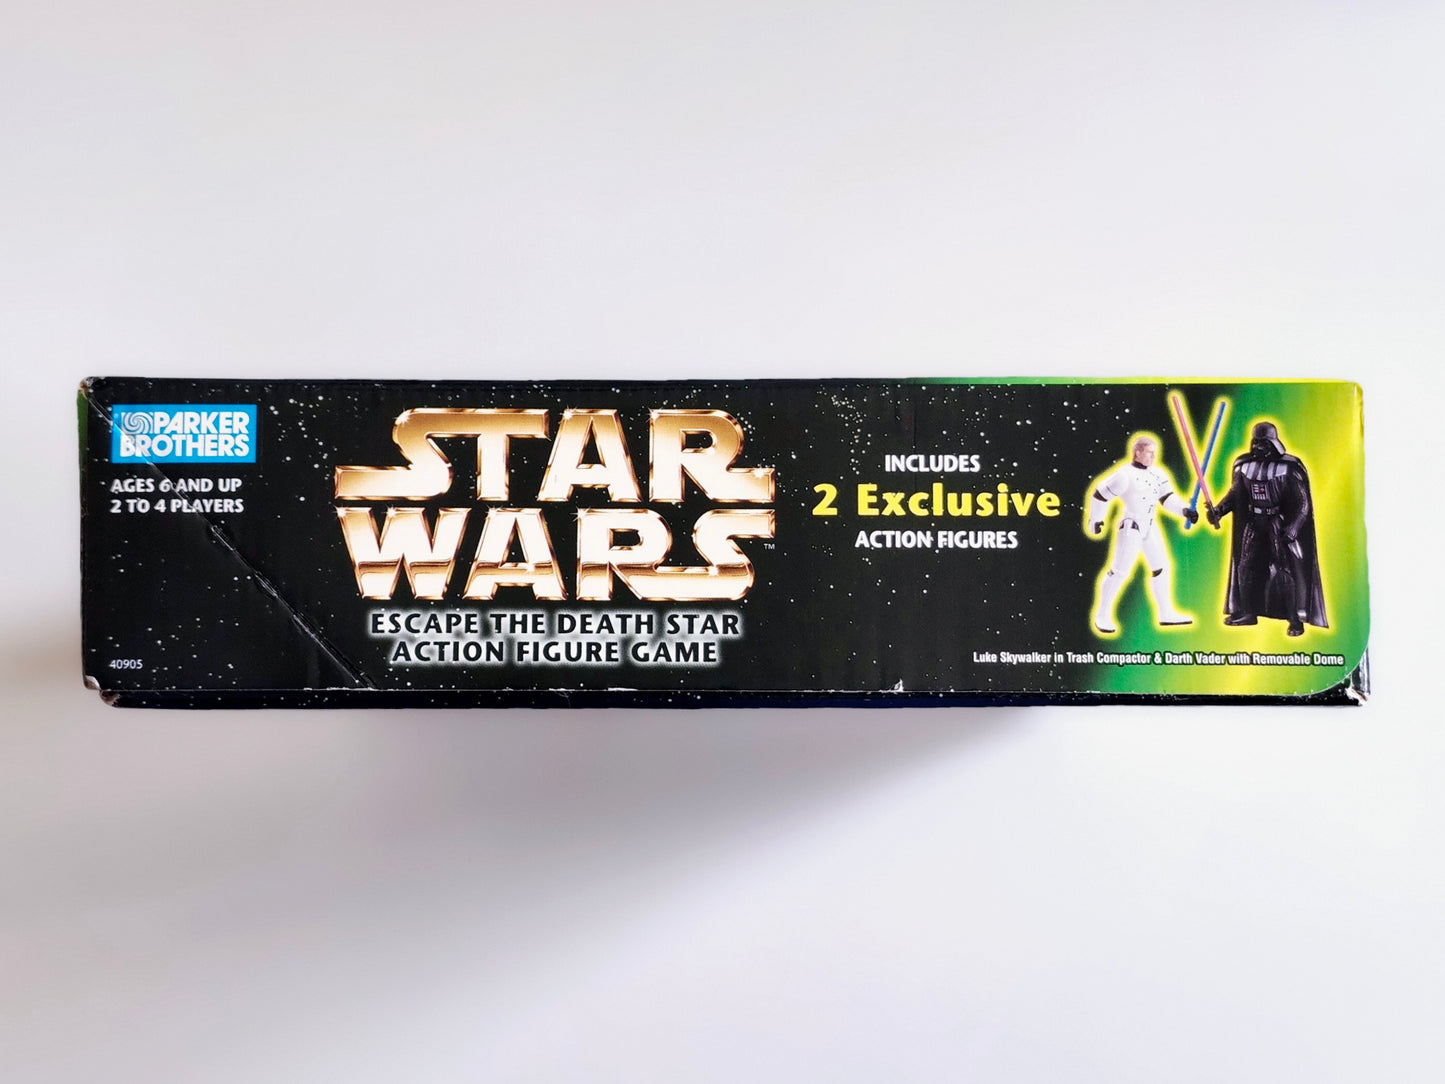 PARKER
BROTHERS
AGES 6 AND UP
2 TO 4 PLAYERS
40905
STAR
WARS™
ESCAPE THE DEATH STAR
ACTION FIGURE GAME
INCLUDES
2 Exclusive
ACTION FIGURES
Luke Skywalker in Trash Compactor & Darth Vader with Removable Dome